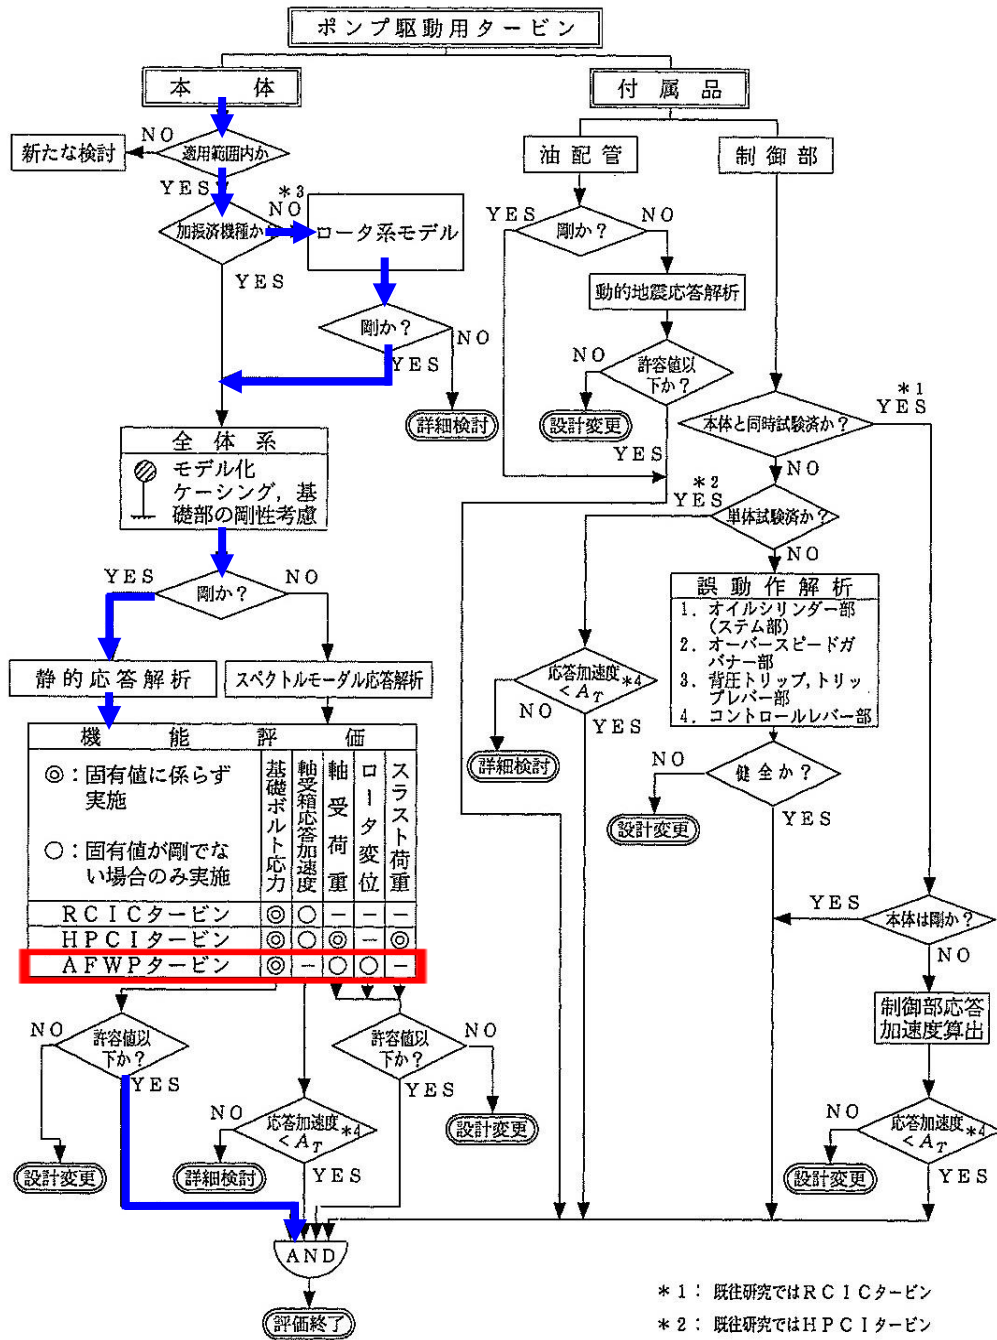 ポンプ駆動用タービン
本体
付属品
油配管
制御部
新たな検討
NO
適用範囲内か
YES
加振済機種か
*3
NO
ロータ系モデル
YES
剛か?
NO
YES
詳細検討
YES
剛か?
NO
動的地震応答解析
NO
許容値以
下か?
設計変更
YES
*1
YES
本体と同時試験済か?
NO
*2
YES
単体試験済か?
NO
全体系
モデル化
ケーシング,基
礎部の剛性考慮
YES
剛か?
NO
静的応答解析
スペクトルモーダル応答解析
誤動作解析
1.オイルシリンダー部
(ステム部)
2.オーバースピードガ
バナー部
3.背圧トリップ,トリッ
プレバー部
4.コントロールレバー部
応答加速度
<AT *4
NO
YES
詳細検討
NO
健全か?
YES
設計変更
機能評価
◎:固有値に係らず
実施
○:固有値が剛でな
い場合のみ実施
基礎ボルト応力
軸受箱応答加速度
軸受荷重
ロータ変位
スラスト荷重
RCICタービン ◎ ○ - - -
HPCIタービン ◎ ○ ◎ - ◎
AFWPタービン ◎ - ○ ○ -
YES
本体は剛か?
NO
制御部応答
加速度算出
NO
許容値以
下か?
YES
設計変更
NO
応答加速度
<AT *4
YES
詳細検討
許容値以
下か?
NO
YES
設計変更
NO
応答加速度
<AT *4
YES
設計変更
AND
評価終了
*1:既往研究ではRCICタービン
*2:既往研究ではHPCIタービン